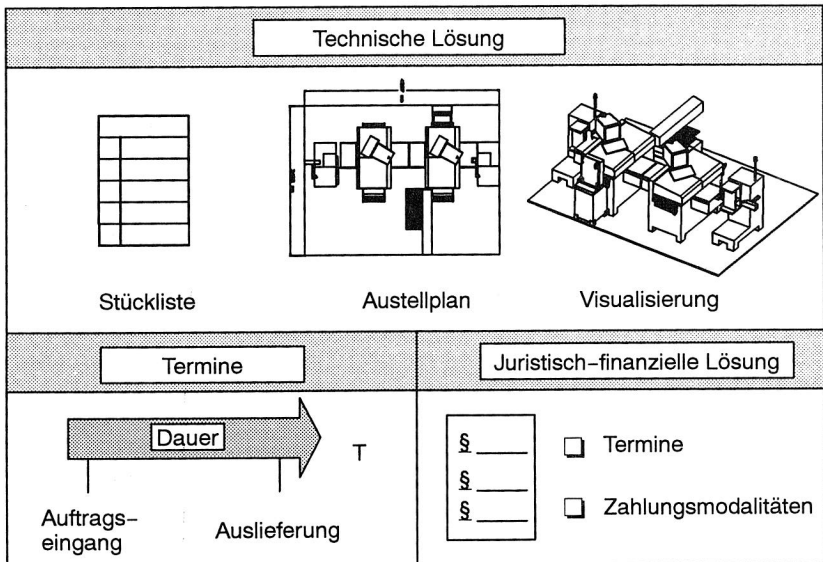 Technische Lösung
Stückliste
Austellplan
Visualisierung
Termine
Dauer
T
Auftrags-
eingang
Auslieferung
Juristisch-finanzielle Lösung
§
§
§
Termine
Zahlungsmodalitäten